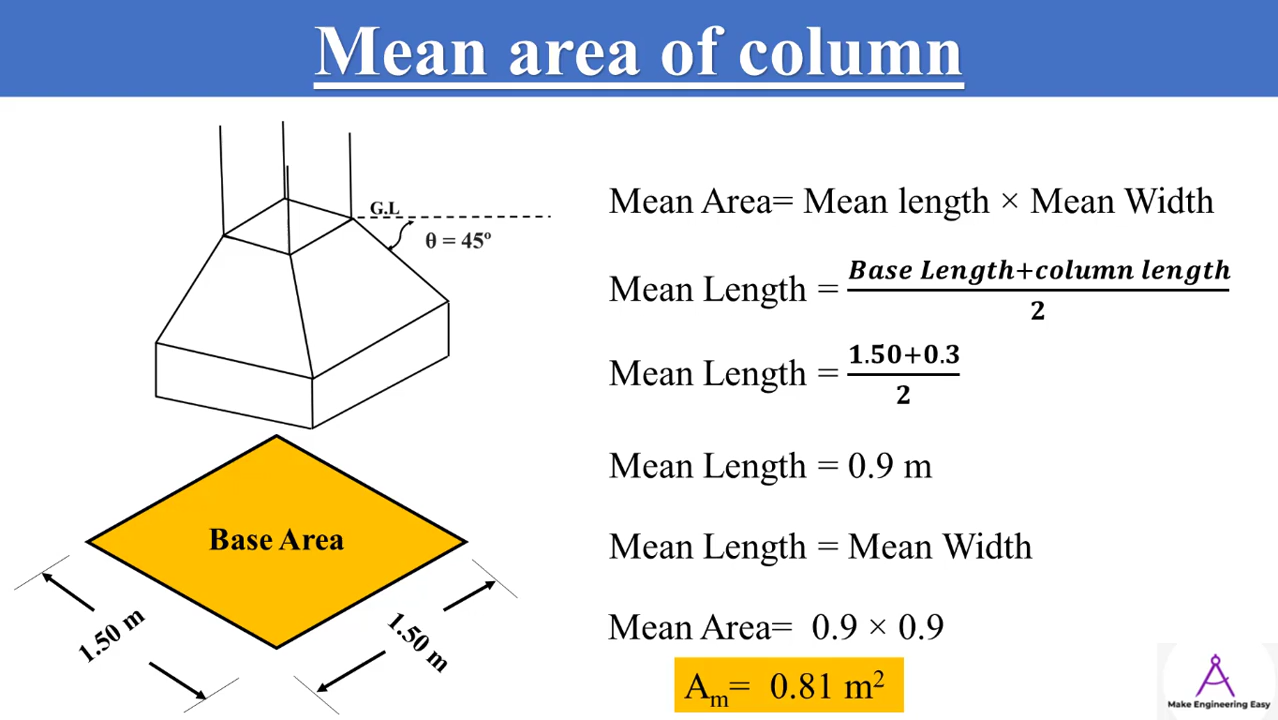 Mean area of column
G.L
θ = 45º
Base Area
1.50 m
1.50 m
Mean Area= Mean length × Mean Width
Mean Length = Base Length+column length / 2
Mean Length = 1.50+0.3 / 2
Mean Length = 0.9 m
Mean Length = Mean Width
Mean Area= 0.9 × 0.9
Aₘ= 0.81 m²
Make Engineering Easy